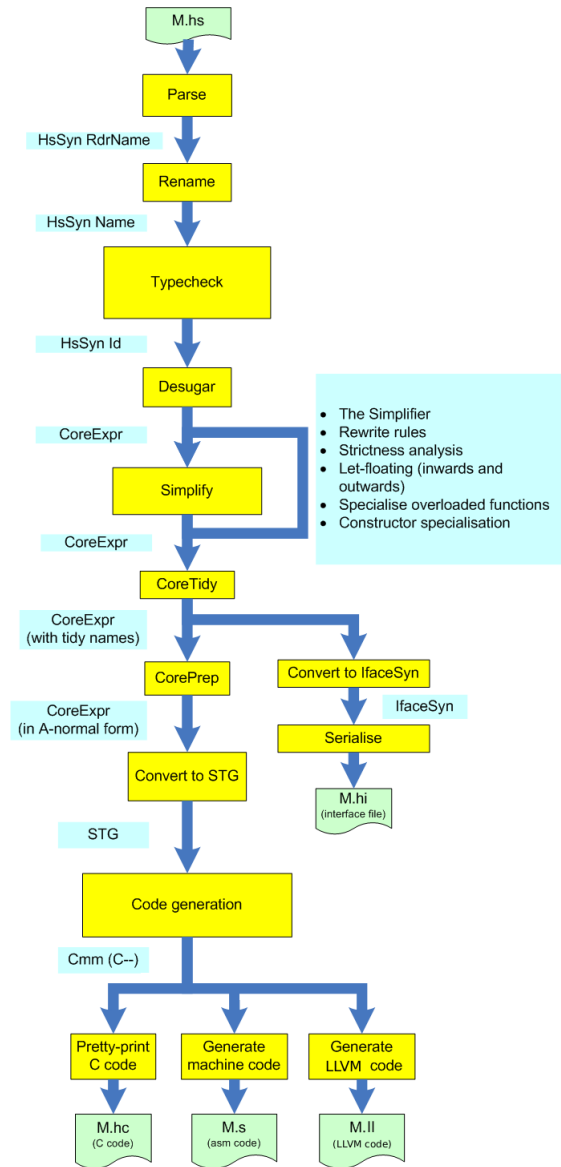 M.hs
Parse
HsSyn RdrName
Rename
HsSyn Name
Typecheck
HsSyn Id
Desugar
CoreExpr
• The Simplifier
• Rewrite rules
• Strictness analysis
• Let-floating (inwards and
outwards)
• Specialise overloaded functions
• Constructor specialisation
Simplify
CoreExpr
CoreTidy
CoreExpr
(with tidy names)
CorePrep
Convert to IfaceSyn
CoreExpr
(in A-normal form)
IfaceSyn
Serialise
Convert to STG
M.hi
(interface file)
STG
Code generation
Cmm (C--)
Pretty-print
C code
Generate
machine code
Generate
LLVM code
M.hc
(C code)
M.s
(asm code)
M.ll
(LLVM code)